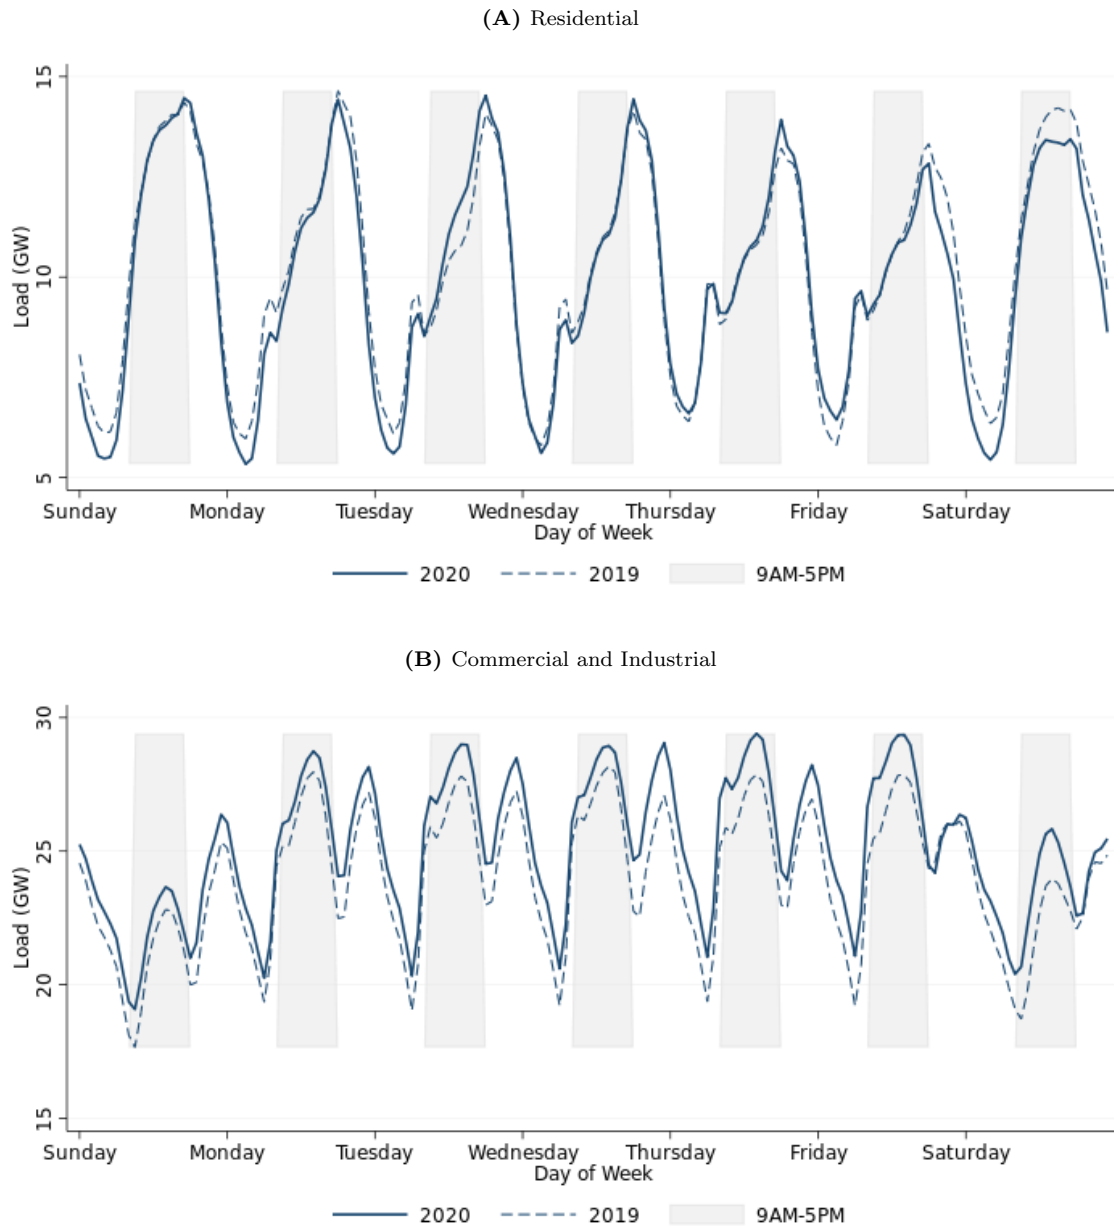 (A) Residential
15
10
5
Load (GW)
Sunday Monday Tuesday Wednesday Thursday Friday Saturday
Day of Week
2020 2019 9AM-5PM
(B) Commercial and Industrial
30
25
20
15
Load (GW)
Sunday Monday Tuesday Wednesday Thursday Friday Saturday
Day of Week
2020 2019 9AM-5PM